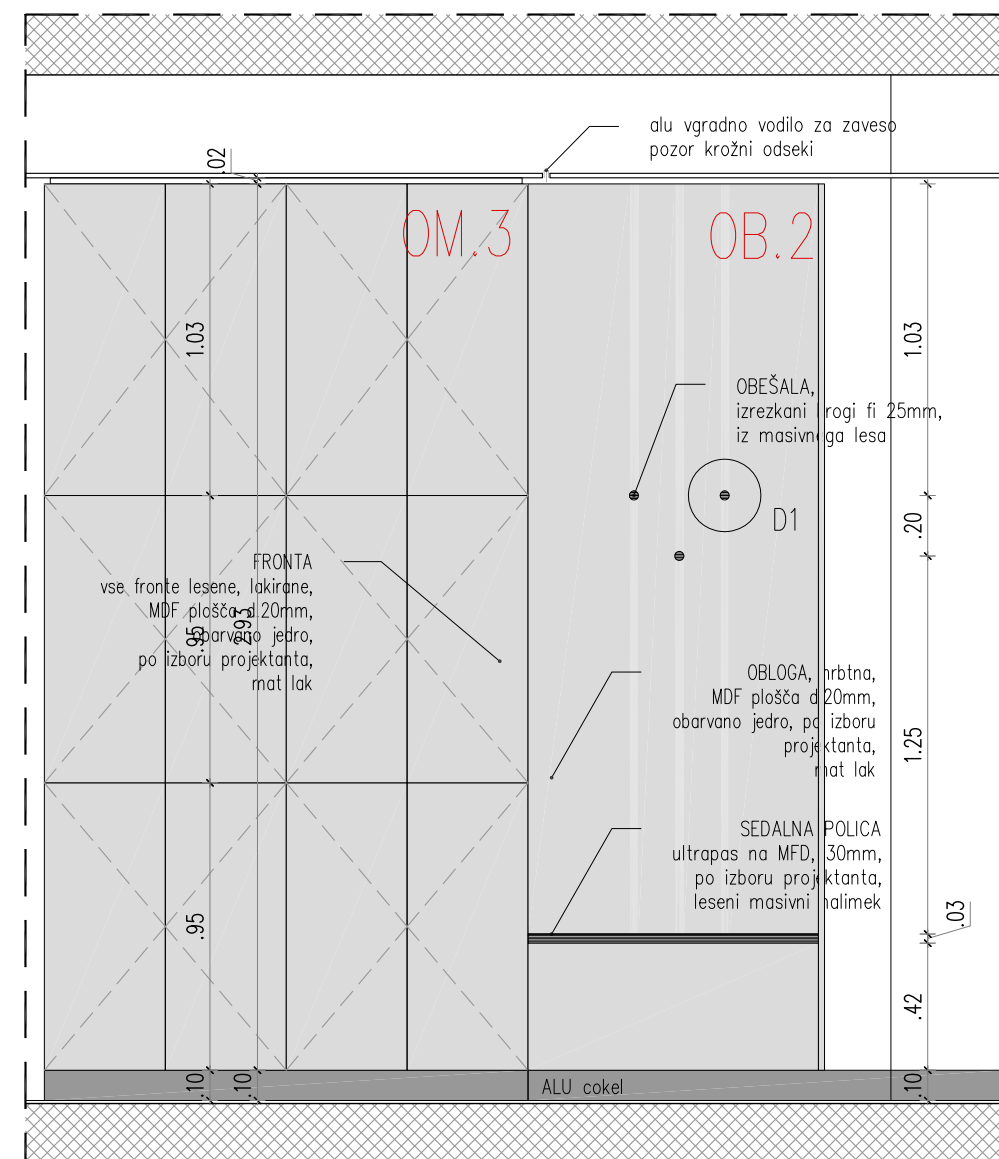 alu vgradno vodilo za zaveso
pozor krožni odseki
.02
OM.3
OB.2
1.03
1.03
OBEŠALA,
izrezkani krogi fi 25mm,
iz masivnega lesa
D1
.20
FRONTA
vse fronte lesene, lakirane,
MDF plošča d.20mm,
obarvano jedro,
po izboru projektanta,
mat lak
.95
2.93
OBLOGA, hrbtna,
MDF plošča d.20mm,
obarvano jedro, po izboru
projektanta,
mat lak
1.25
SEDALNA POLICA
ultrapas na MFD, 30mm,
po izboru projektanta,
leseni masivni nalimek
.95
.03
.42
.10
.10
ALU cokel
.10